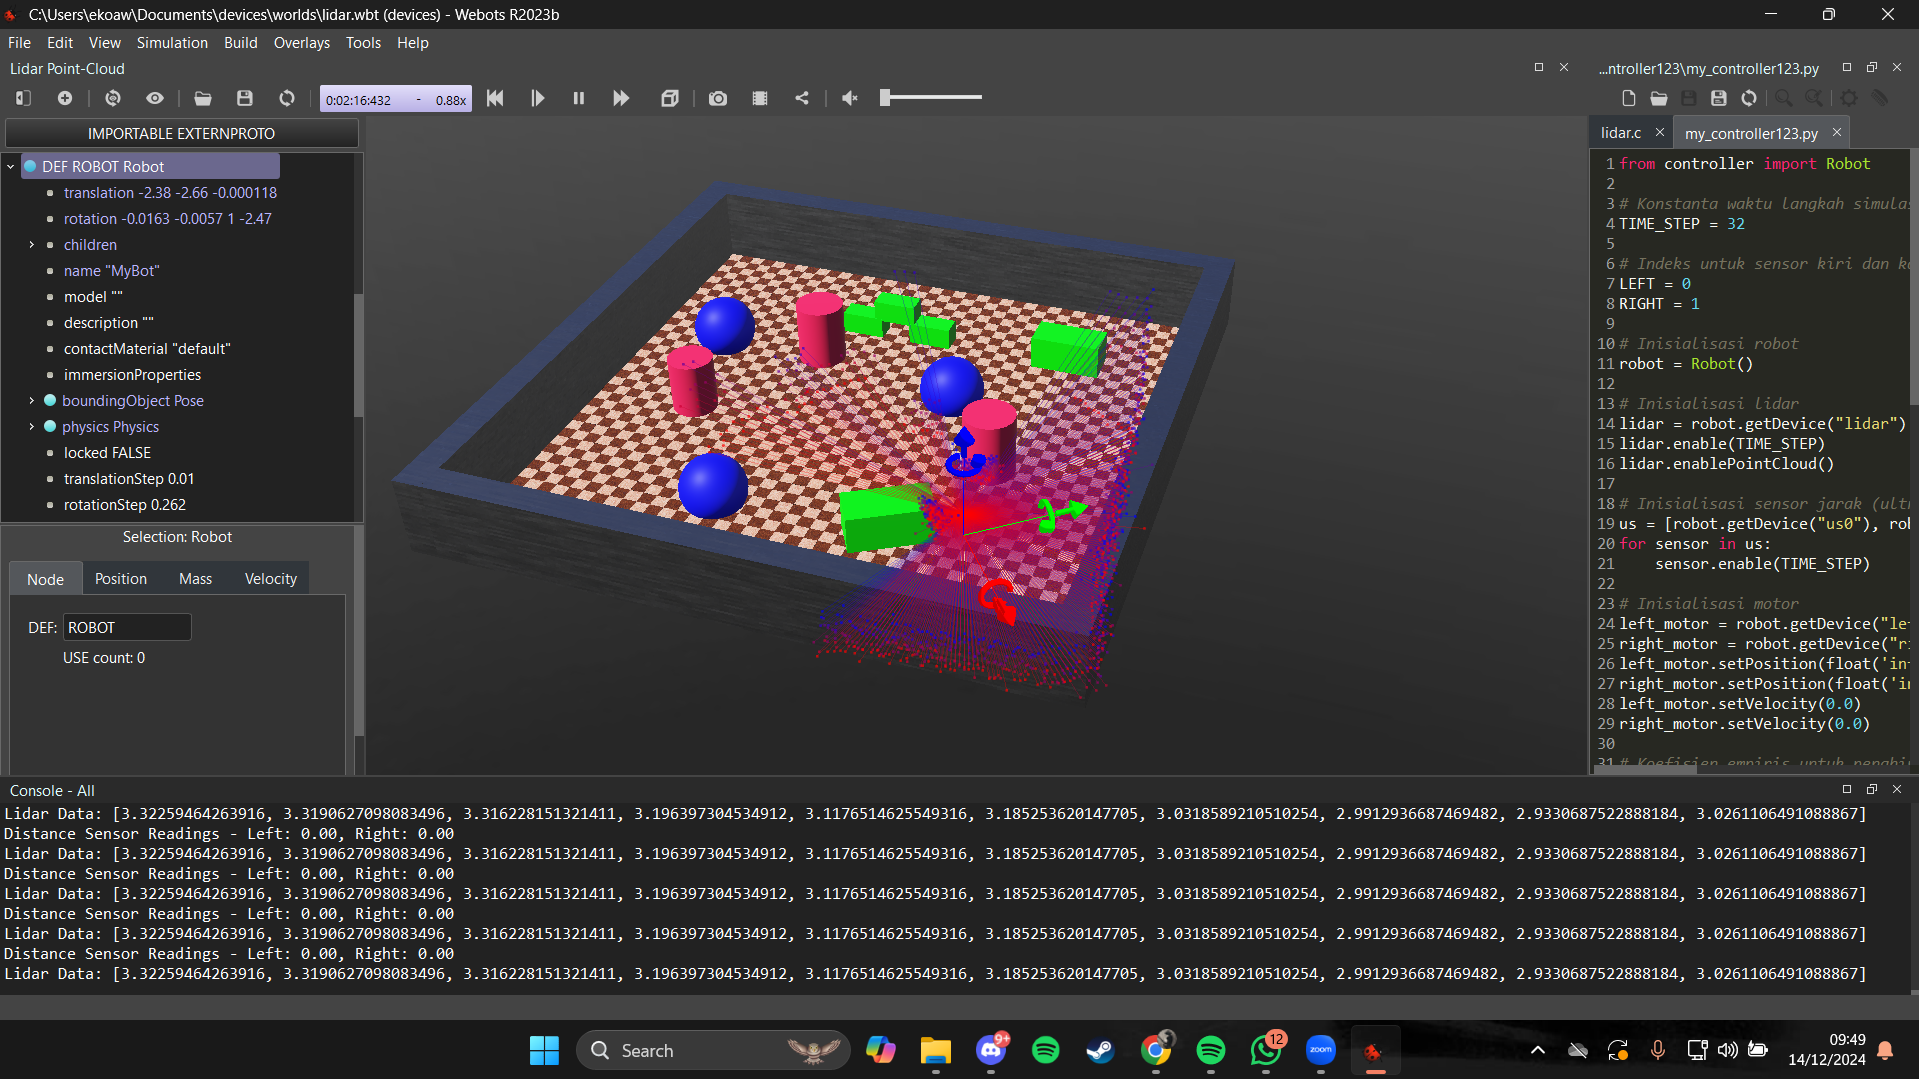 C:\Users\ekoaw\Documents\devices\worlds\lidar.wbt (devices) - Webots R2023b
File Edit View Simulation Build Overlays Tools Help
Lidar Point-Cloud
...ntroller123\my_controller123.py
0:02:16:432 - 0.88x
IMPORTABLE EXTERNPROTO
DEF ROBOT Robot
translation -2.38 -2.66 -0.000118
rotation -0.0163 -0.0057 1 -2.47
children
name "MyBot"
model ""
description ""
contactMaterial "default"
immersionProperties
boundingObject Pose
physics Physics
locked FALSE
translationStep 0.01
rotationStep 0.262
Selection: Robot
Node Position Mass Velocity
DEF: ROBOT
USE count: 0
lidar.c my_controller123.py
1 from controller import Robot
2
3 # Konstanta waktu langkah simulas
4 TIME_STEP = 32
5
6 # Indeks untuk sensor kiri dan k
7 LEFT = 0
8 RIGHT = 1
9
10 # Inisialisasi robot
11 robot = Robot()
12
13 # Inisialisasi lidar
14 lidar = robot.getDevice("lidar")
15 lidar.enable(TIME_STEP)
16 lidar.enablePointCloud()
17
18 # Inisialisasi sensor jarak (ult
19 us = [robot.getDevice("us0"), rob
20 for sensor in us:
21 sensor.enable(TIME_STEP)
22
23 # Inisialisasi motor
24 left_motor = robot.getDevice("le
25 right_motor = robot.getDevice("r
26 left_motor.setPosition(float('in
27 right_motor.setPosition(float('i
28 left_motor.setVelocity(0.0)
29 right_motor.setVelocity(0.0)
30
31 # Koefisien empiris untuk penghi
Console - All
Lidar Data: [3.32259464263916, 3.3190627098083496, 3.316228151321411, 3.196397304534912, 3.1176514625549316, 3.185253620147705, 3.0318589210510254, 2.9912936687469482, 2.9330687522888184, 3.0261106491088867]
Distance Sensor Readings - Left: 0.00, Right: 0.00
Lidar Data: [3.32259464263916, 3.3190627098083496, 3.316228151321411, 3.196397304534912, 3.1176514625549316, 3.185253620147705, 3.0318589210510254, 2.9912936687469482, 2.9330687522888184, 3.0261106491088867]
Distance Sensor Readings - Left: 0.00, Right: 0.00
Lidar Data: [3.32259464263916, 3.3190627098083496, 3.316228151321411, 3.196397304534912, 3.1176514625549316, 3.185253620147705, 3.0318589210510254, 2.9912936687469482, 2.9330687522888184, 3.0261106491088867]
Distance Sensor Readings - Left: 0.00, Right: 0.00
Lidar Data: [3.32259464263916, 3.3190627098083496, 3.316228151321411, 3.196397304534912, 3.1176514625549316, 3.185253620147705, 3.0318589210510254, 2.9912936687469482, 2.9330687522888184, 3.0261106491088867]
Distance Sensor Readings - Left: 0.00, Right: 0.00
Lidar Data: [3.32259464263916, 3.3190627098083496, 3.316228151321411, 3.196397304534912, 3.1176514625549316, 3.185253620147705, 3.0318589210510254, 2.9912936687469482, 2.9330687522888184, 3.0261106491088867]
Search
9+
12
zoom
09:49
14/12/2024